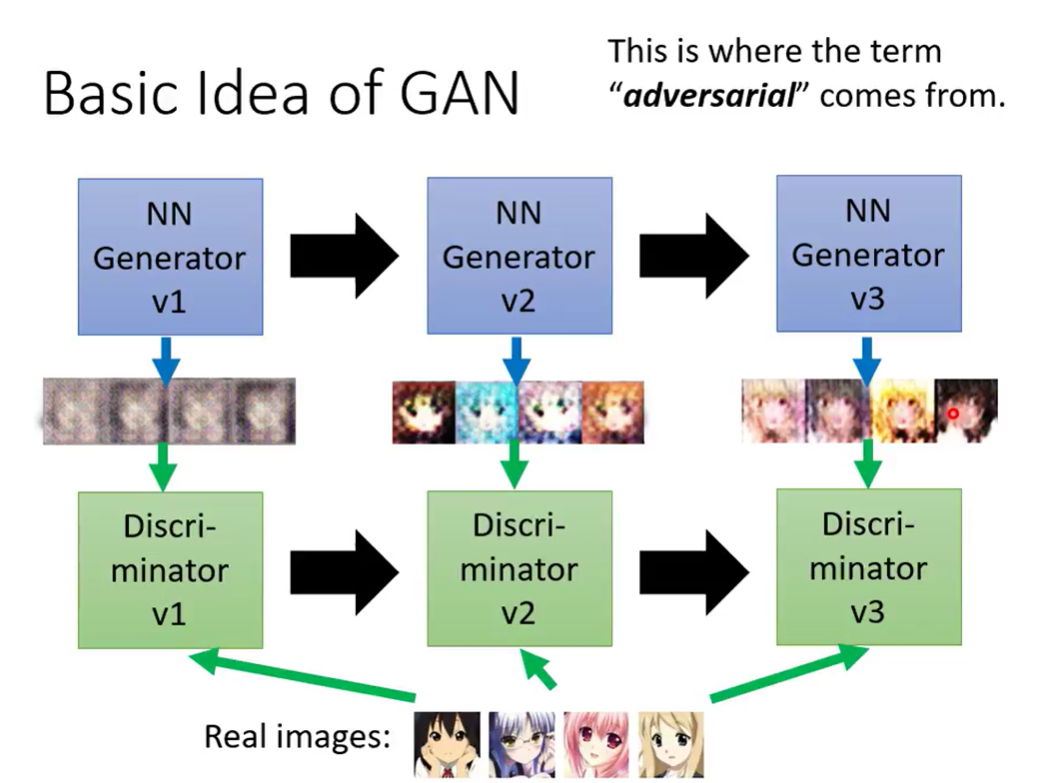 Basic Idea of GAN
This is where the term
“adversarial” comes from.
NN
Generator
v1
NN
Generator
v2
NN
Generator
v3
Discri-
minator
v1
Discri-
minator
v2
Discri-
minator
v3
Real images: